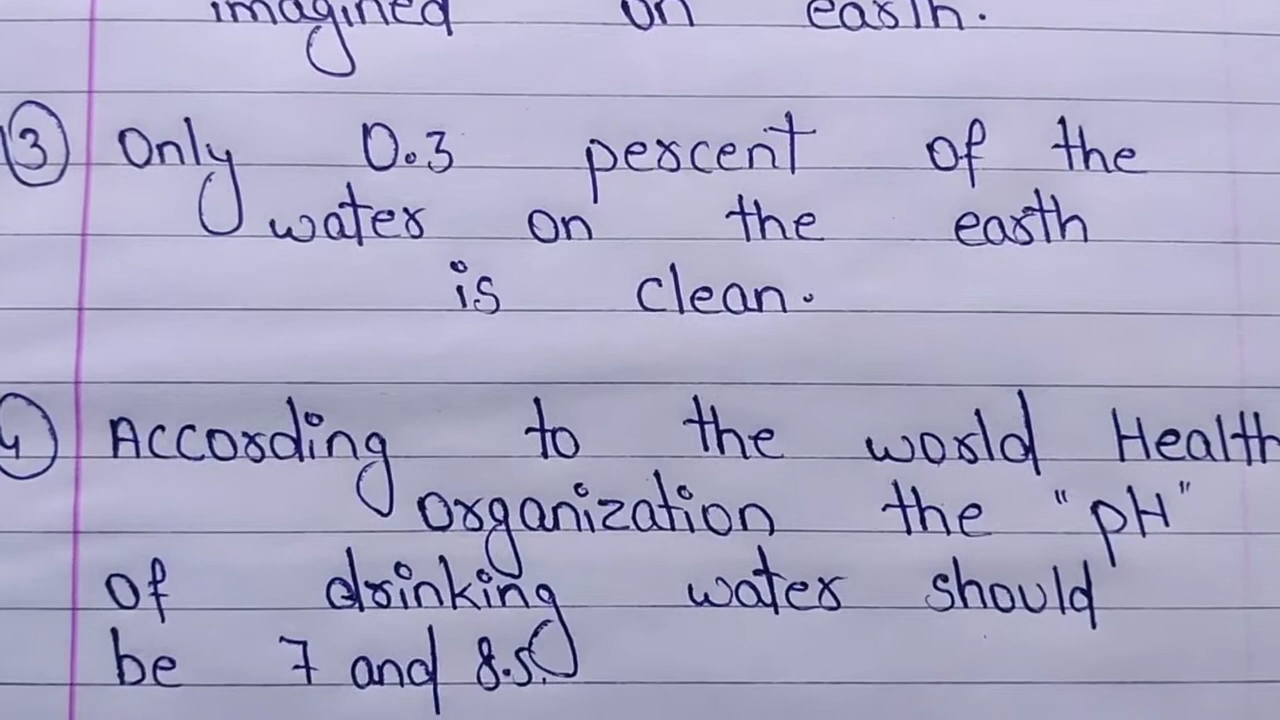 imagined on earth.
③ Only 0.3 percent of the
water on the earth
is clean.
④ According to the world Health
organization the "pH"
of drinking water should
be 7 and 8.5.